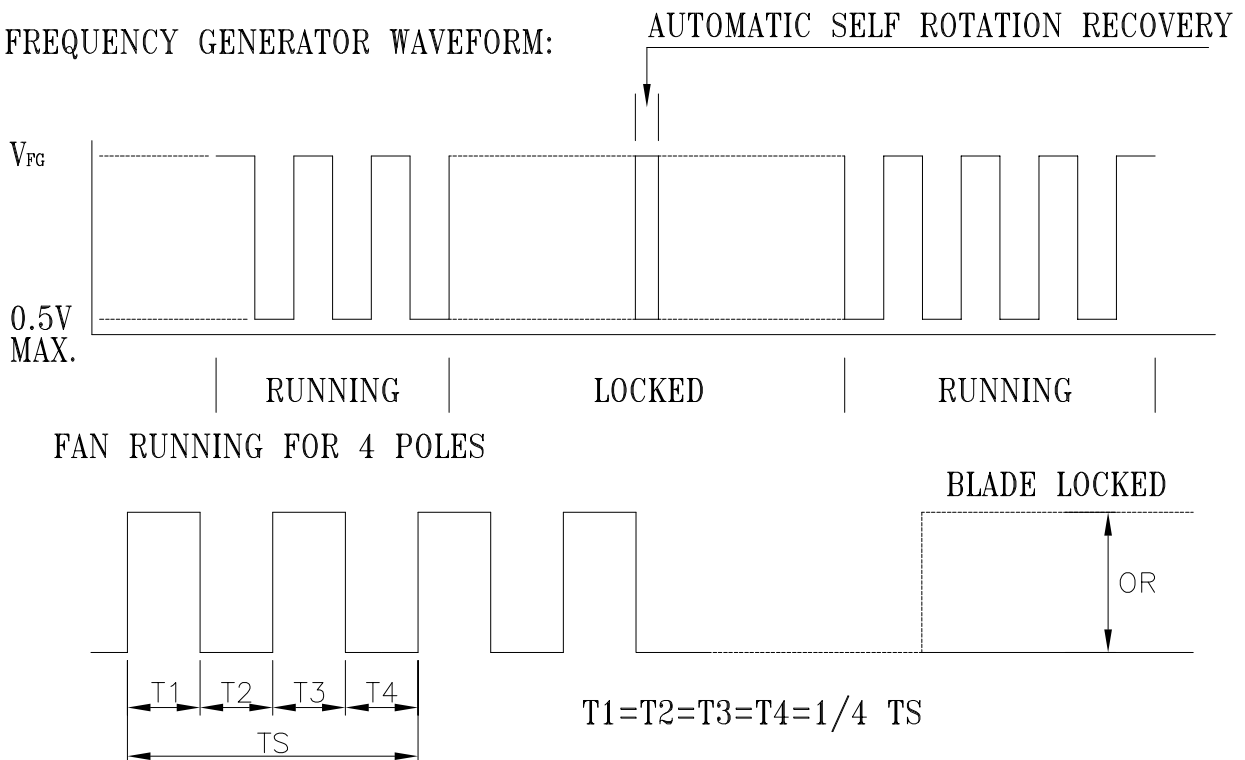 FREQUENCY GENERATOR WAVEFORM:
AUTOMATIC SELF ROTATION RECOVERY
VFG
0.5V
MAX.
RUNNING
LOCKED
RUNNING
FAN RUNNING FOR 4 POLES
BLADE LOCKED
OR
T1
T2
T3
T4
TS
T1=T2=T3=T4=1/4 TS